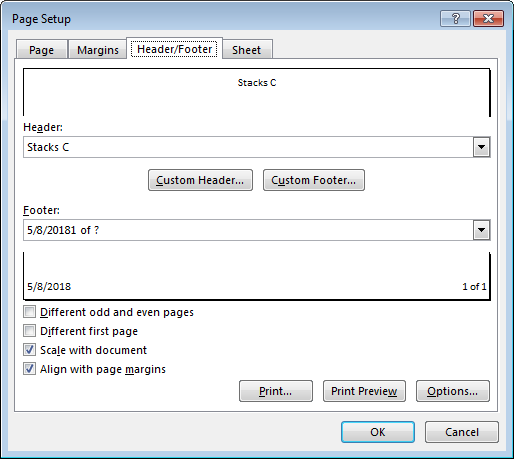 Page Setup
Page Margins Header/Footer Sheet
Stacks C
Header:
Stacks C
Custom Header... Custom Footer...
Footer:
5/8/20181 of ?
5/8/2018 1 of 1
Different odd and even pages
Different first page
Scale with document
Align with page margins
Print... Print Preview Options...
OK Cancel